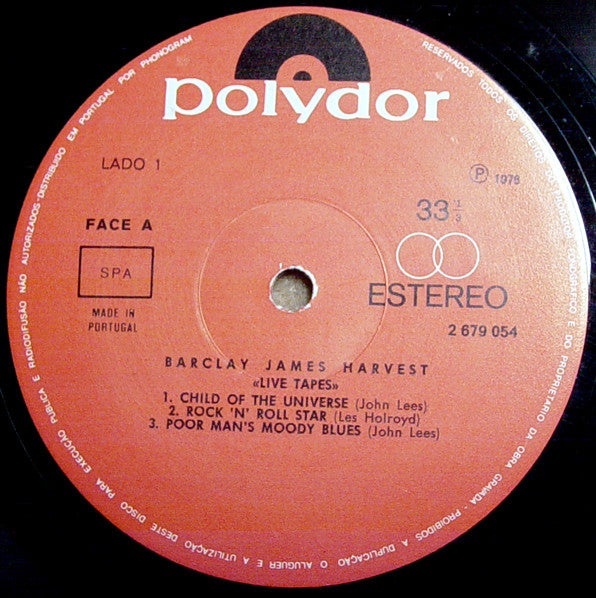 polydor
LADO 1
Ⓟ 1978
FACE A
33 1/3
SPA
ESTEREO
MADE IN
PORTUGAL
2 679 054
BARCLAY JAMES HARVEST
«LIVE TAPES»
1. CHILD OF THE UNIVERSE (John Lees)
2. ROCK 'N' ROLL STAR (Les Holroyd)
3. POOR MAN'S MOODY BLUES (John Lees)
RESERVADOS TODOS OS DIREITOS DO PRODUTOR FONOGRÁFICO E DO PROPRIETÁRIO DA OBRA GRAVADA - PROIBIDOS A DUPLICAÇÃO O ALUGUER E A UTILIZAÇÃO DESTE DISCO PARA EXECUÇÃO PÚBLICA E RADIODIFUSÃO NÃO AUTORIZADOS-DISTRIBUIDO EM PORTUGAL POR PHONOGRAM